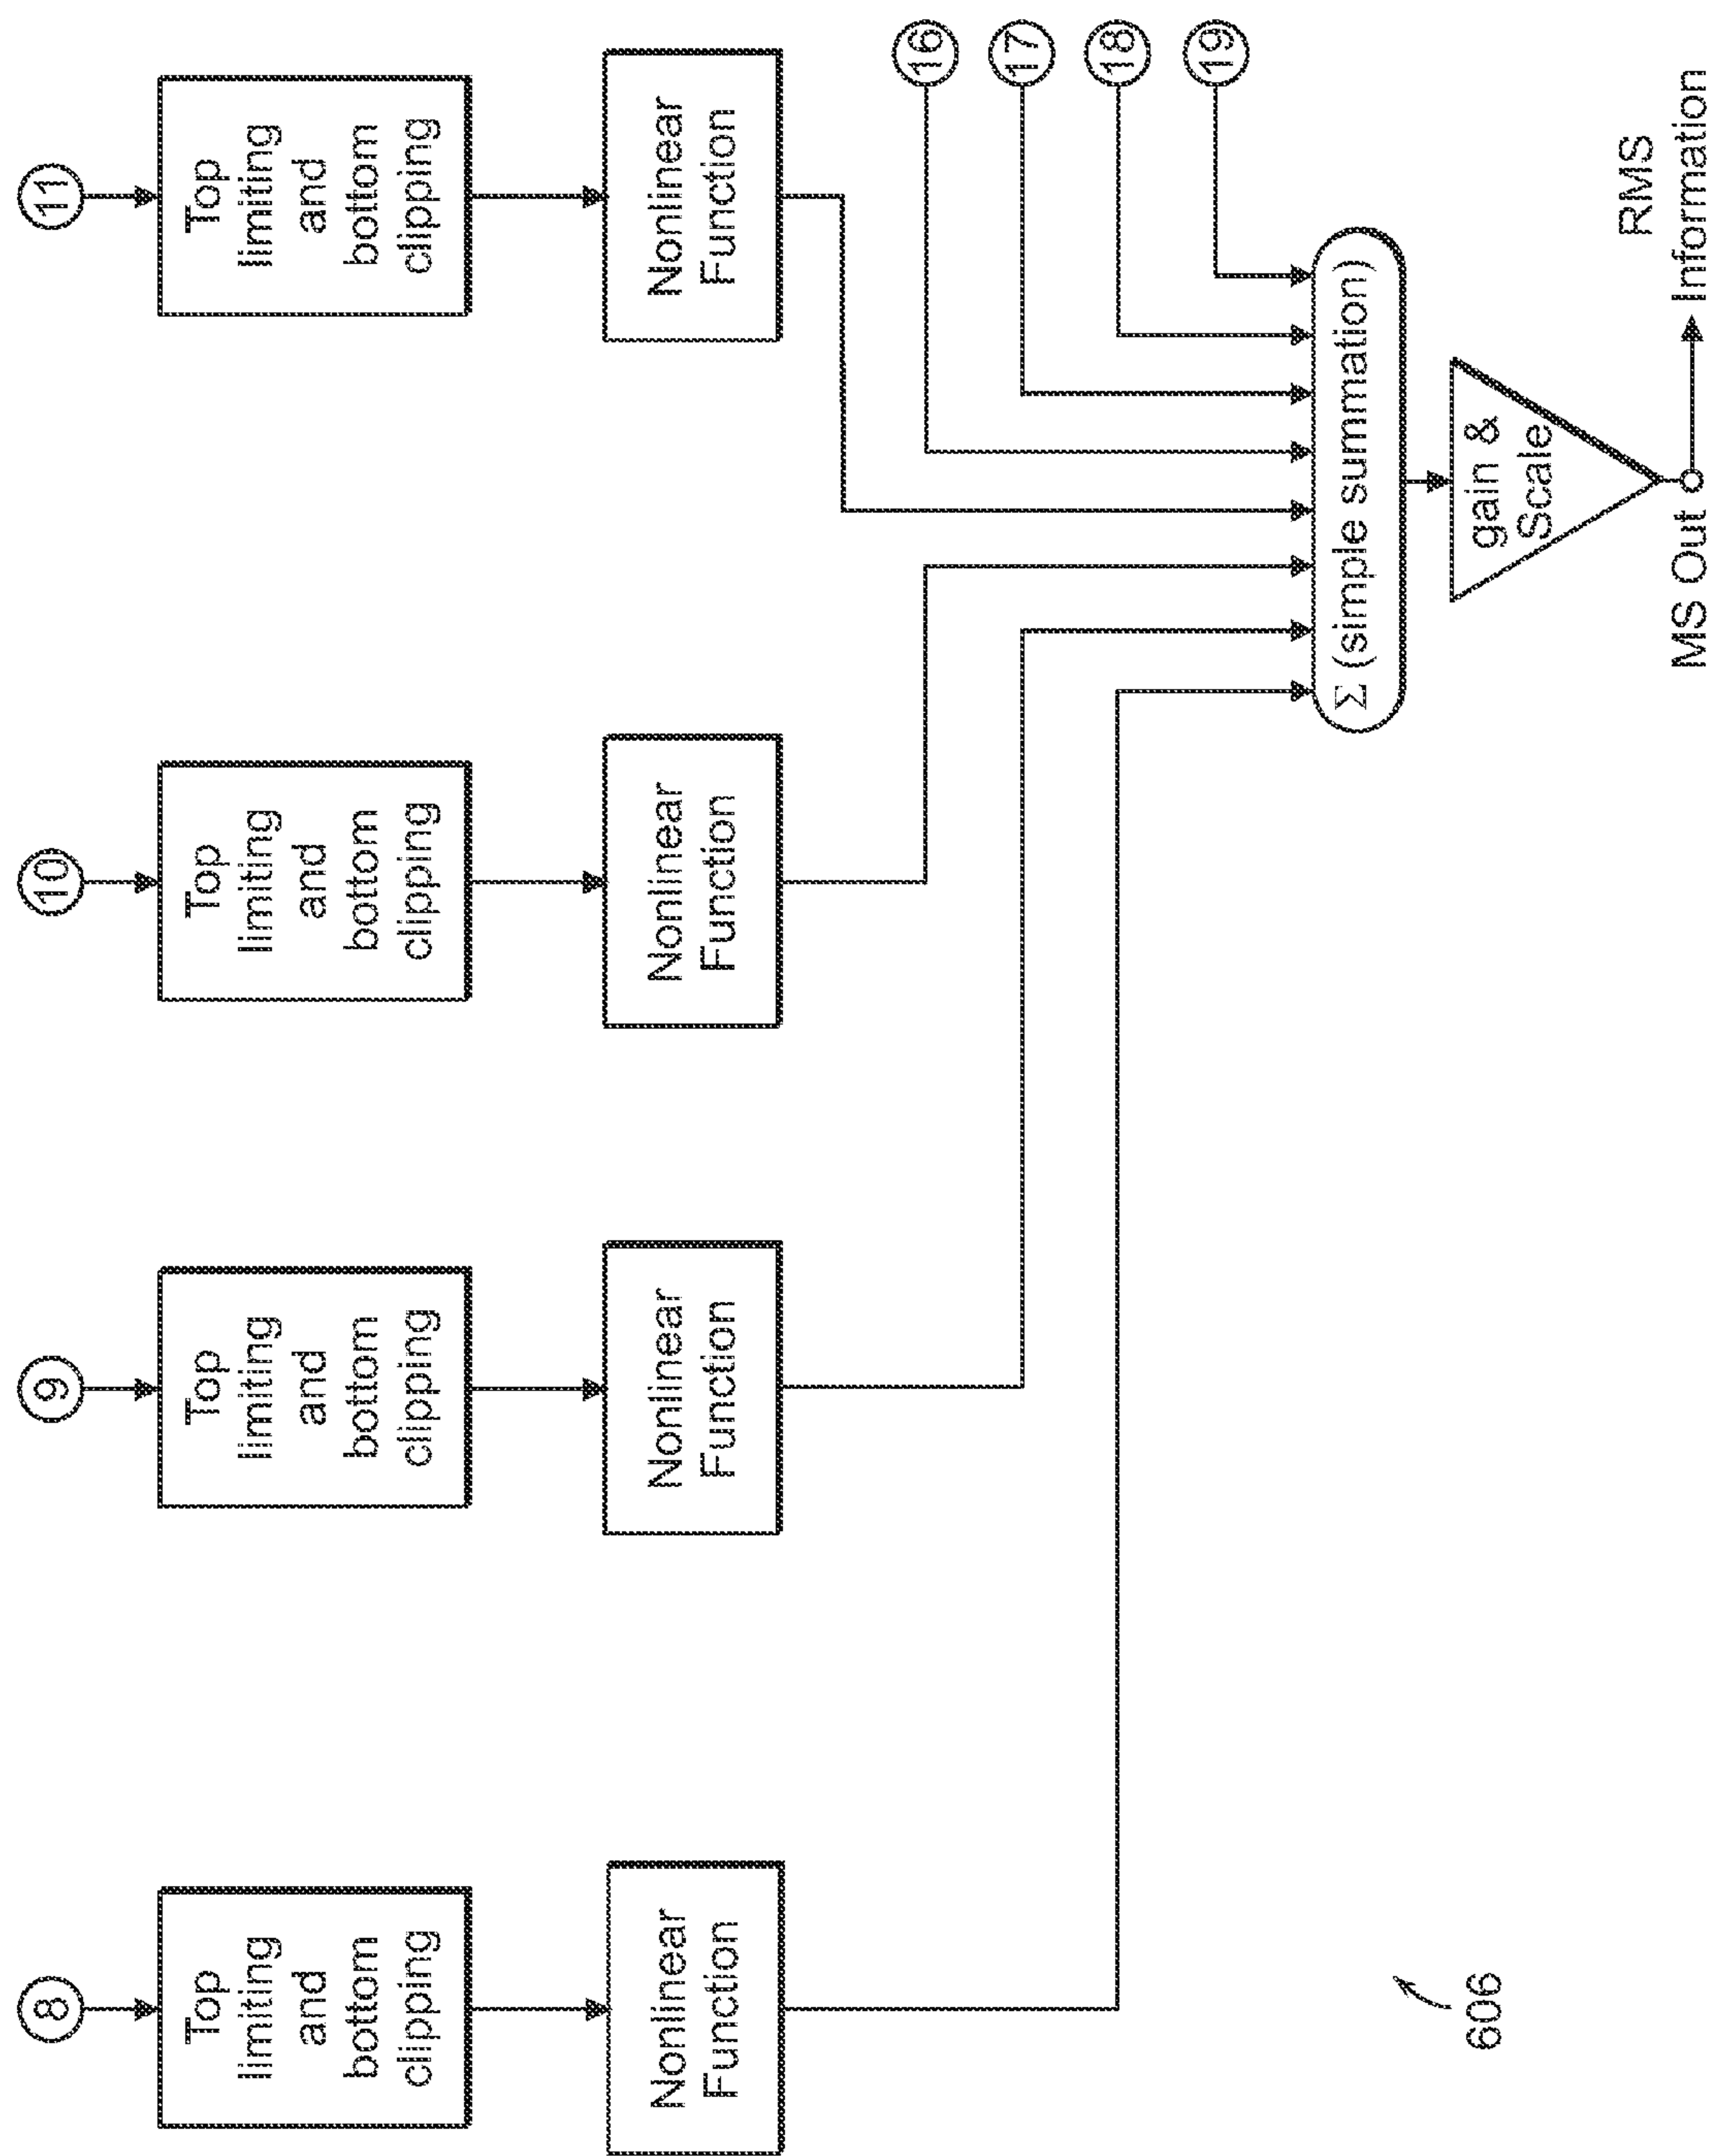 8
9
10
11
Top
limiting
and
bottom
clipping
Top
limiting
and
bottom
clipping
Top
limiting
and
bottom
clipping
Top
limiting
and
bottom
clipping
Nonlinear
Function
Nonlinear
Function
Nonlinear
Function
Nonlinear
Function
16
17
18
19
Σ (simple summation)
gain &
Scale
MS Out
RMS
Information
606